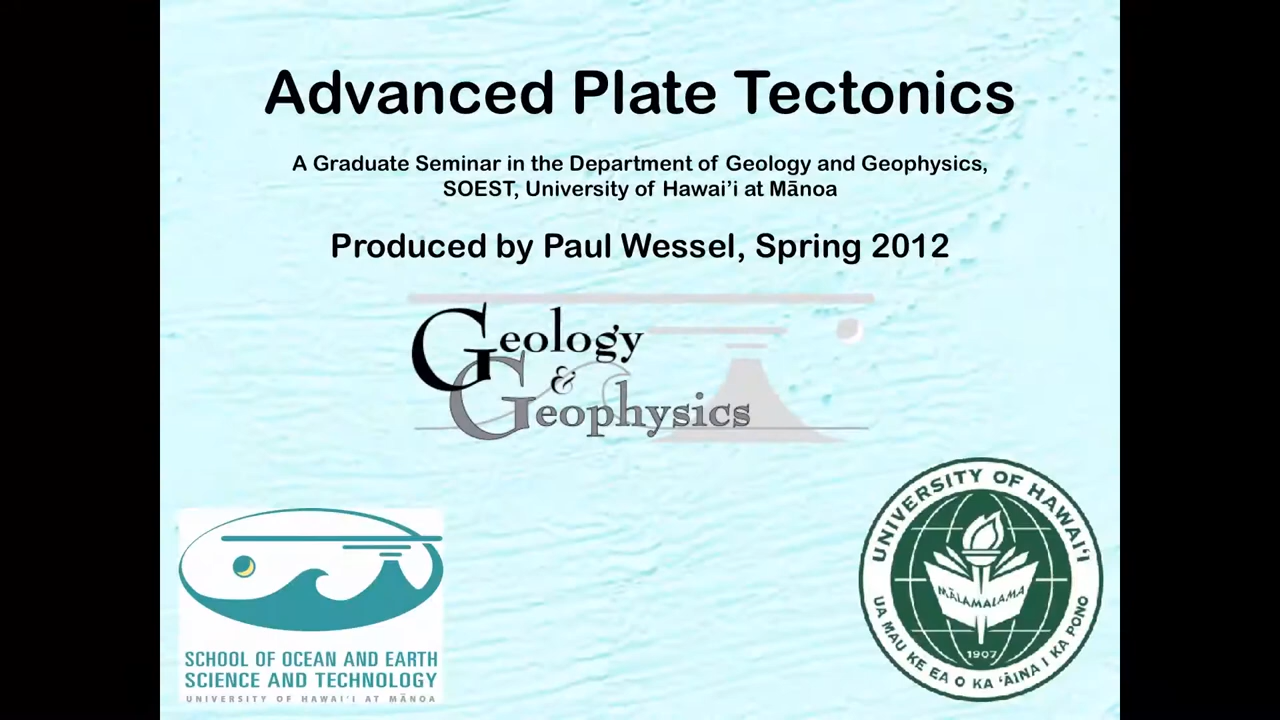 Advanced Plate Tectonics
A Graduate Seminar in the Department of Geology and Geophysics,
SOEST, University of Hawai’i at Mānoa
Produced by Paul Wessel, Spring 2012
Geology
&
Geophysics
SCHOOL OF OCEAN AND EARTH
SCIENCE AND TECHNOLOGY
UNIVERSITY OF HAWAI‘I AT MĀNOA
UNIVERSITY OF HAWAI‘I
MĀLAMALAMA
1907
UA MAU KE EA O KA ‘ĀINA I KA PONO